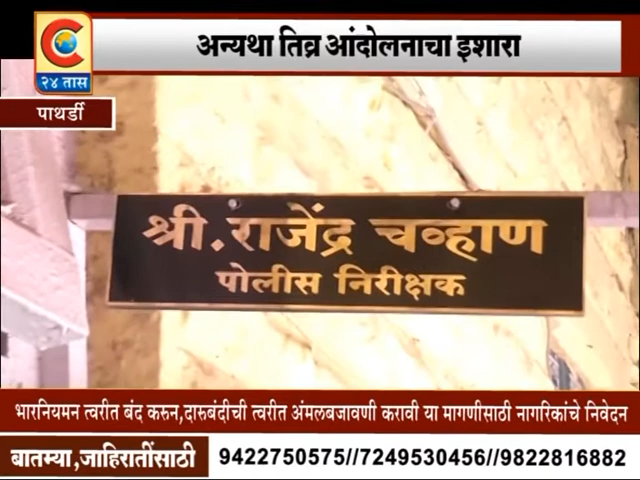 C
२४ तास
अन्यथा तिव्र आंदोलनाचा इशारा
पाथर्डी
श्री. राजेंद्र चव्हाण
पोलीस निरीक्षक
भारनियमन त्वरीत बंद करुन,दारुबंदीची त्वरीत अंमलबजावणी करावी या मागणीसाठी नागरिकांचे निवेदन
बातम्या,जाहिरातींसाठी 9422750575//7249530456//9822816882